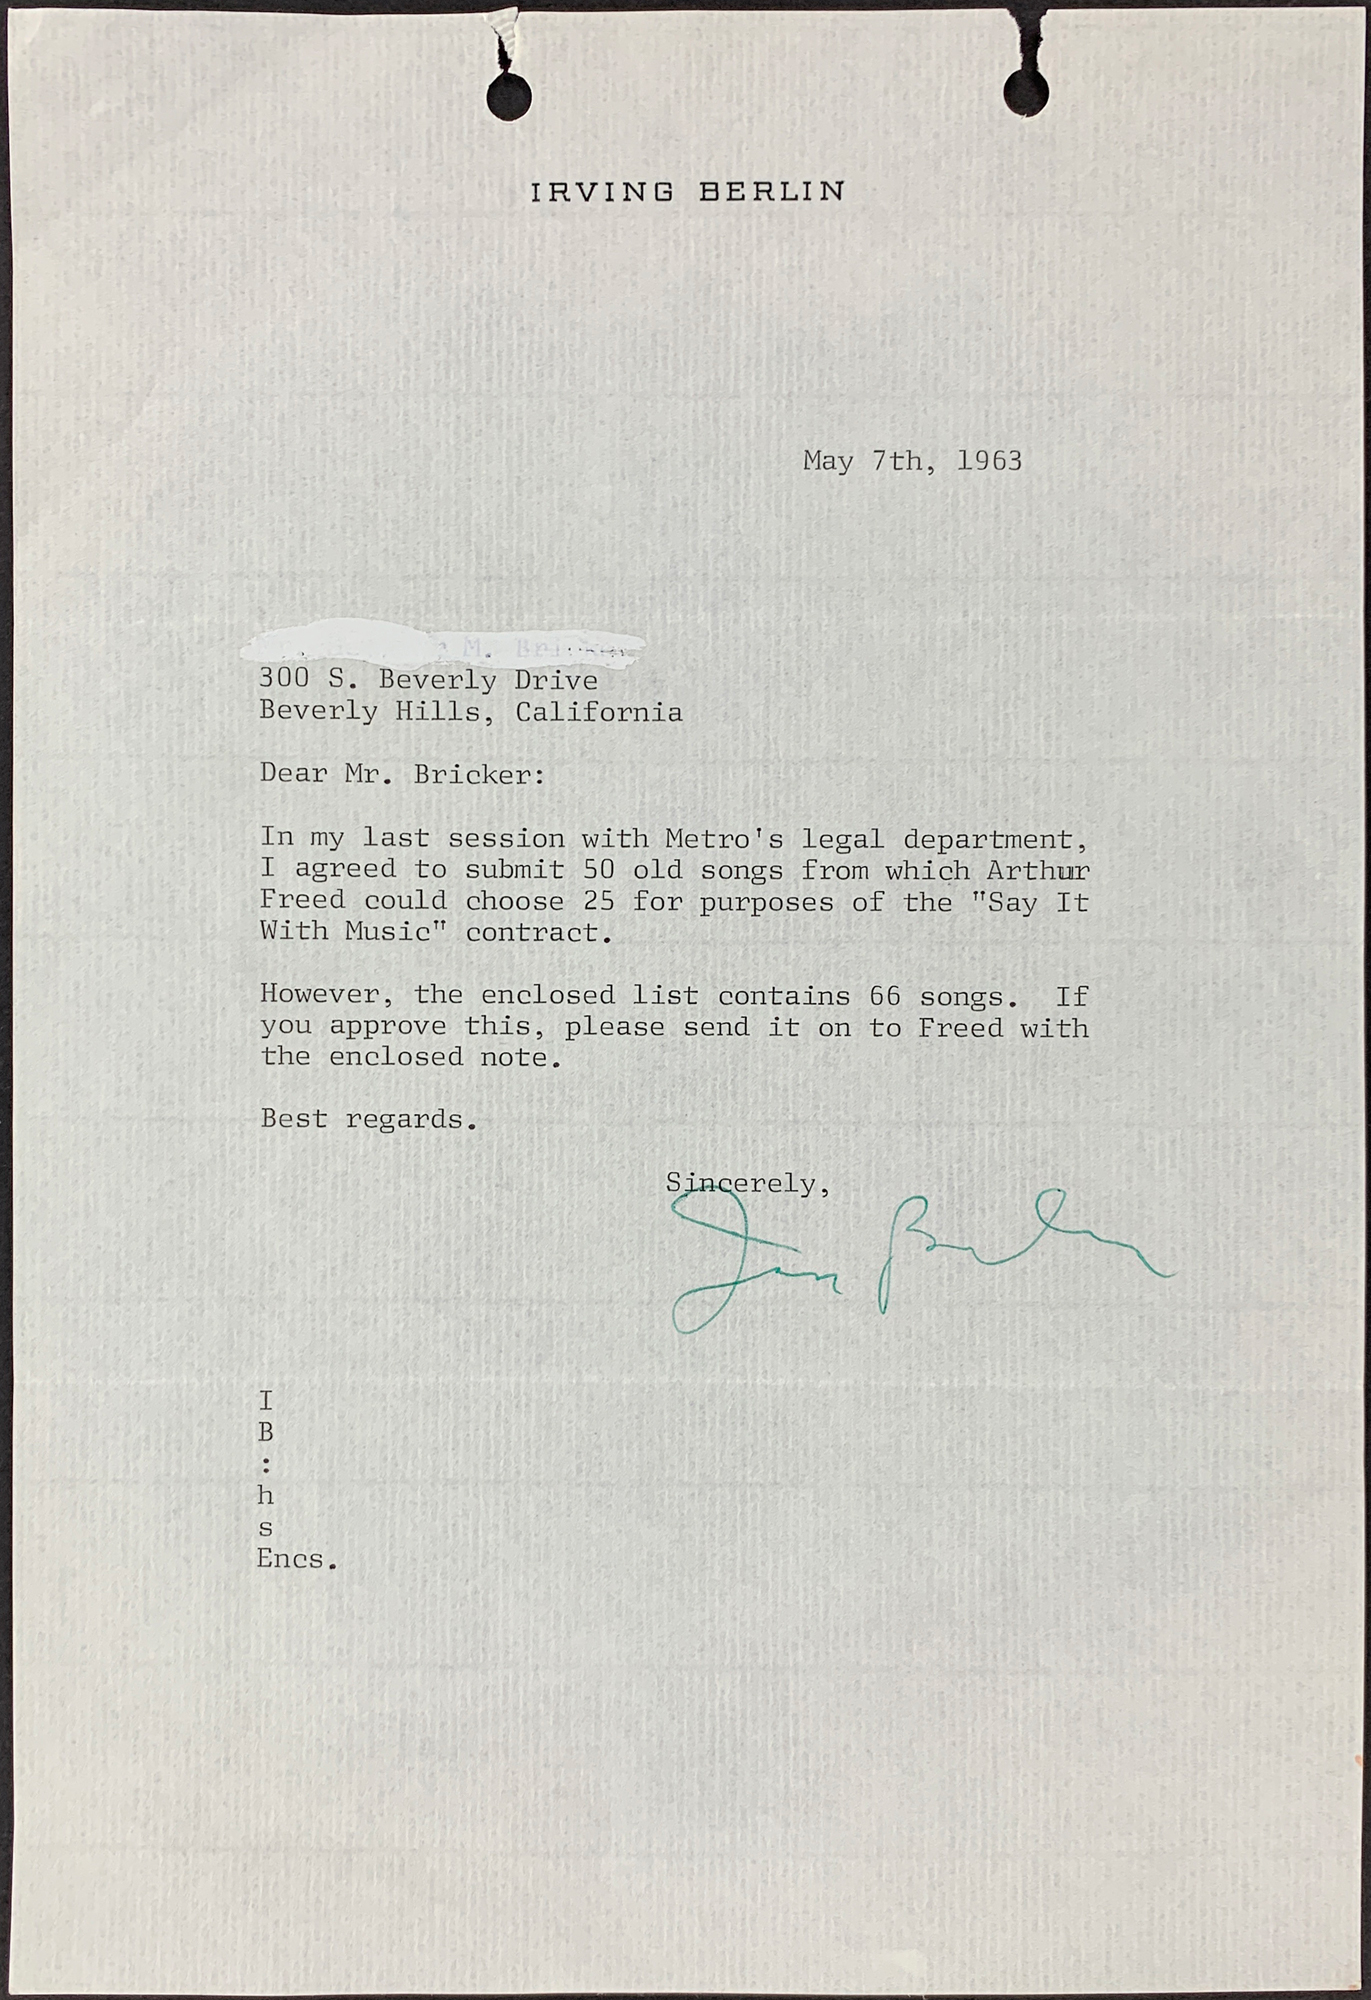 IRVING BERLIN
May 7th, 1963
M. Bricker
300 S. Beverly Drive
Beverly Hills, California
Dear Mr. Bricker:
In my last session with Metro's legal department,
I agreed to submit 50 old songs from which Arthur
Freed could choose 25 for purposes of the "Say It
With Music" contract.
However, the enclosed list contains 66 songs. If
you approve this, please send it on to Freed with
the enclosed note.
Best regards.
Sincerely,
Irving Berlin
I
B
:
h
s
Encs.